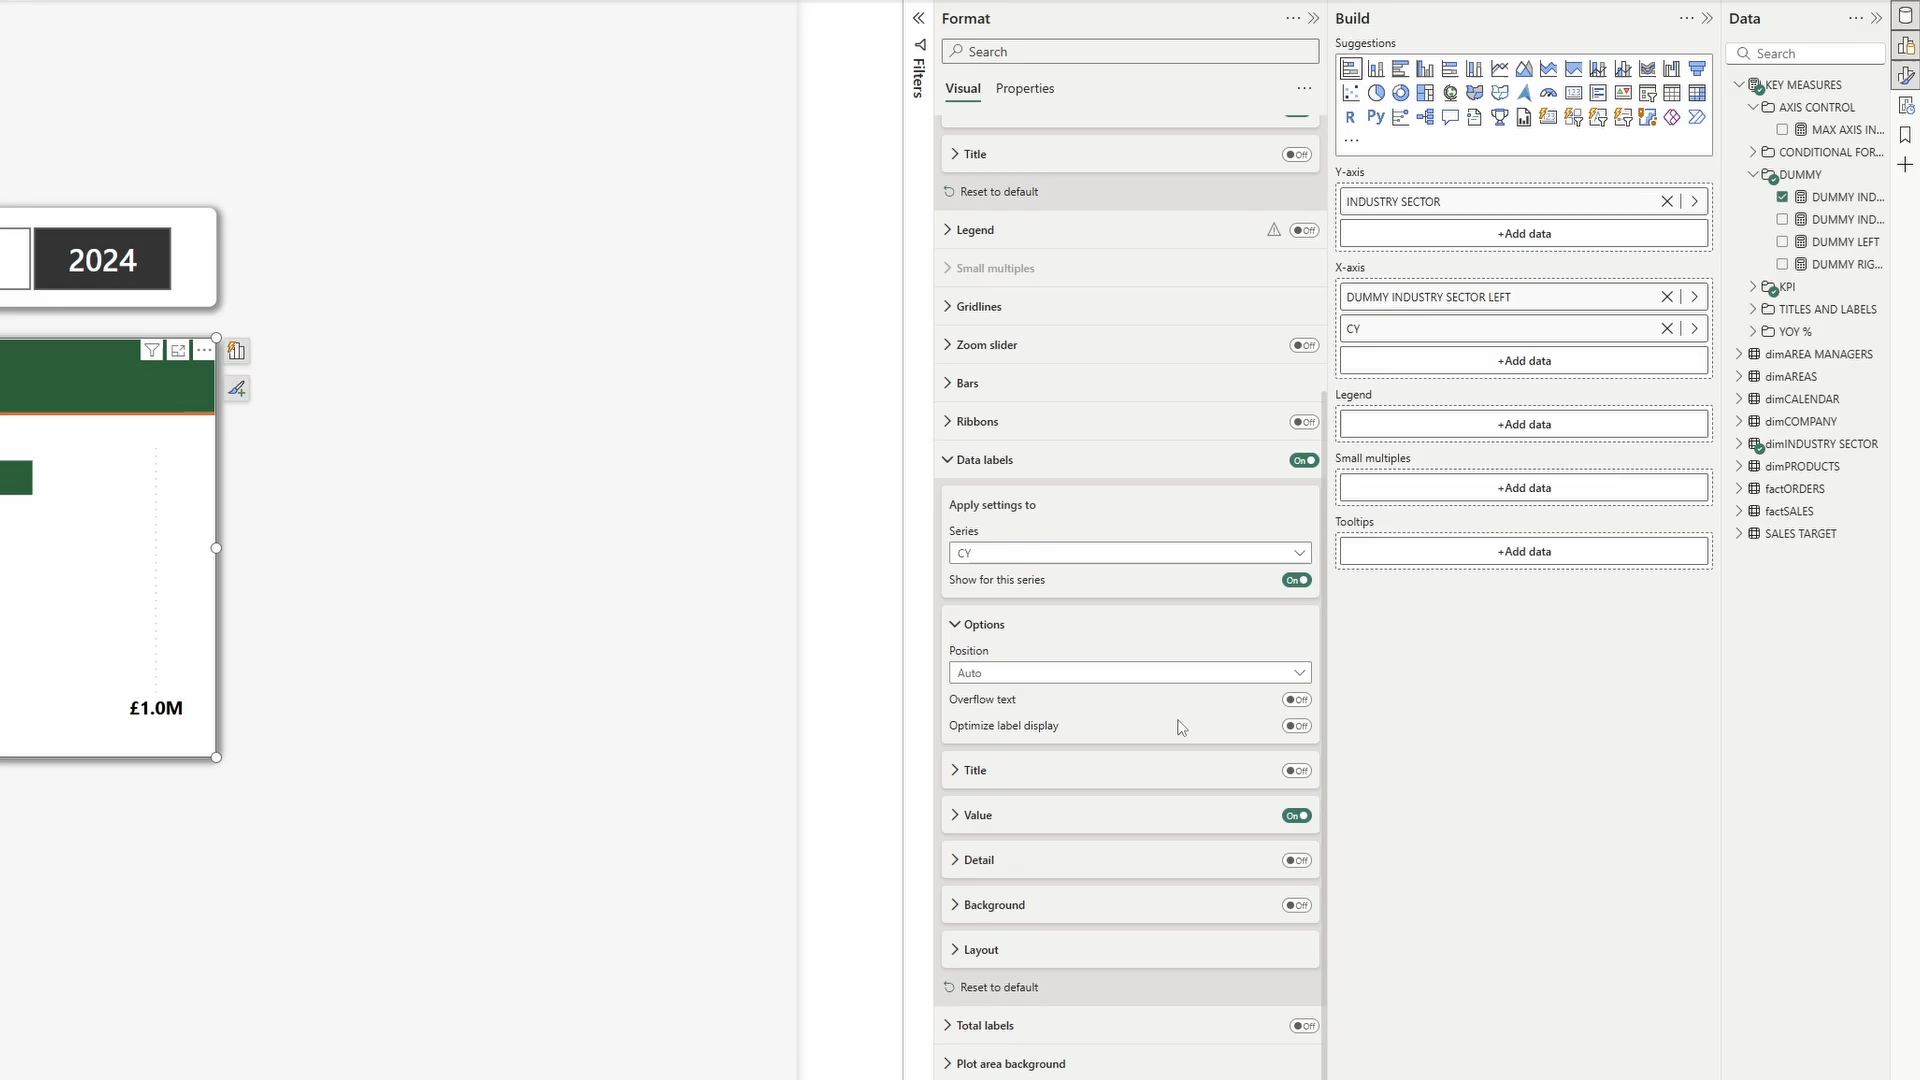 2024
£1.0M
Filters
Format
Search
Visual
Properties
Title
Off
Reset to default
Legend
Off
Small multiples
Gridlines
Zoom slider
Off
Bars
Ribbons
Off
Data labels
On
Apply settings to
Series
CY
Show for this series
On
Options
Position
Auto
Overflow text
Off
Optimize label display
Off
Title
Off
Value
On
Detail
Off
Background
Off
Layout
Reset to default
Total labels
Off
Plot area background
Build
Suggestions
R
Py
123
...
Y-axis
INDUSTRY SECTOR
+Add data
X-axis
DUMMY INDUSTRY SECTOR LEFT
CY
+Add data
Legend
+Add data
Small multiples
+Add data
Tooltips
+Add data
Data
Search
KEY MEASURES
AXIS CONTROL
MAX AXIS IN...
CONDITIONAL FOR...
DUMMY
DUMMY IND...
DUMMY IND...
DUMMY LEFT
DUMMY RIG...
KPI
TITLES AND LABELS
YOY %
dimAREA MANAGERS
dimAREAS
dimCALENDAR
dimCOMPANY
dimINDUSTRY SECTOR
dimPRODUCTS
factORDERS
factSALES
SALES TARGET